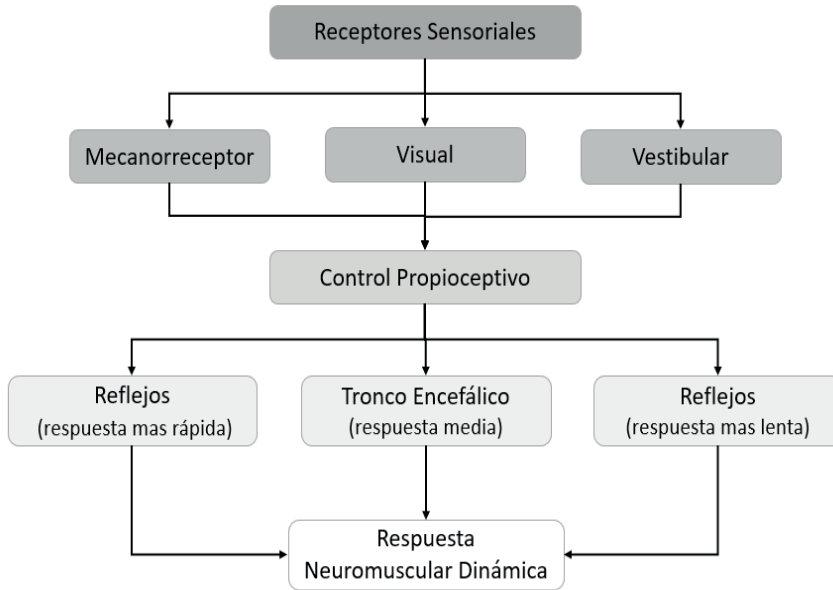 Receptores Sensoriales
Mecanorreceptor
Visual
Vestibular
Control Propioceptivo
Reflejos
(respuesta mas rápida)
Tronco Encefálico
(respuesta media)
Reflejos
(respuesta mas lenta)
Respuesta
Neuromuscular Dinámica